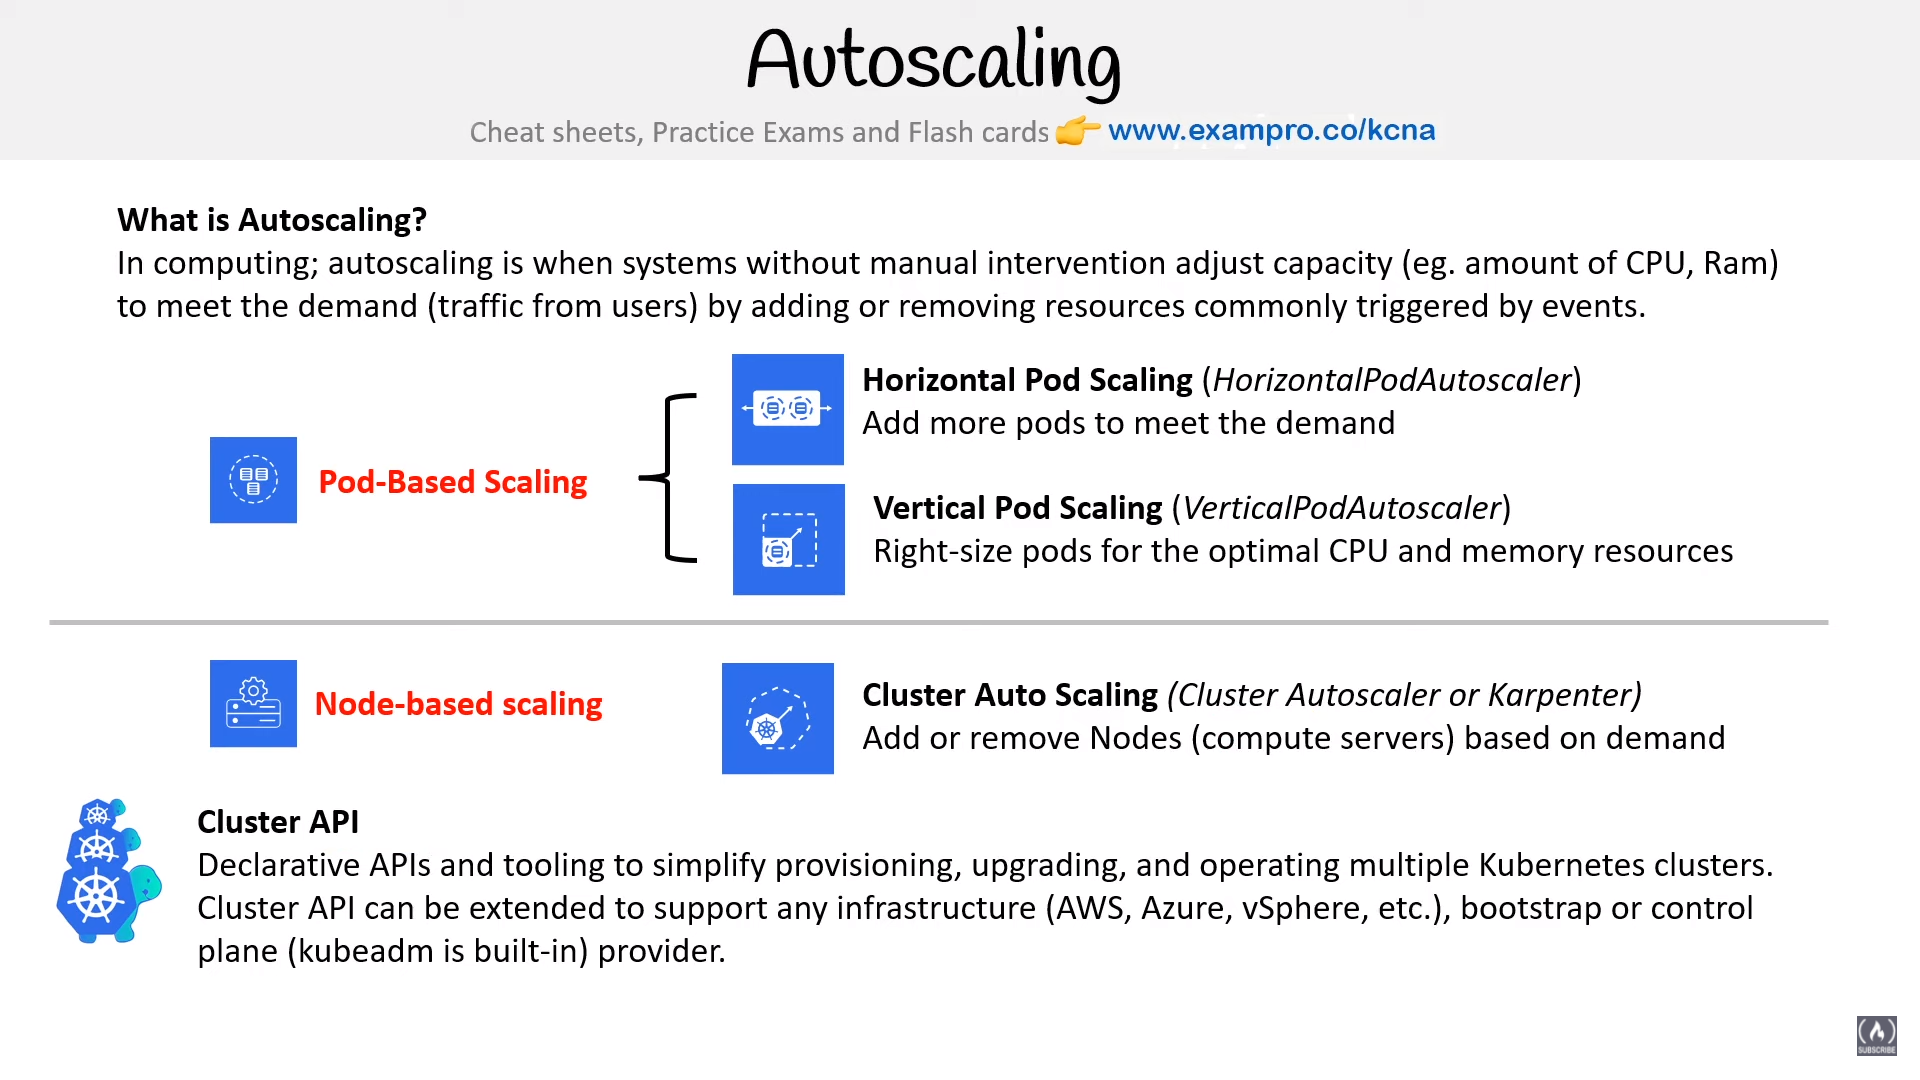 Autoscaling
Cheat sheets, Practice Exams and Flash cards www.exampro.co/kcna
What is Autoscaling?
In computing; autoscaling is when systems without manual intervention adjust capacity (eg. amount of CPU, Ram)
to meet the demand (traffic from users) by adding or removing resources commonly triggered by events.
Horizontal Pod Scaling (HorizontalPodAutoscaler)
Add more pods to meet the demand
Pod-Based Scaling
Vertical Pod Scaling (VerticalPodAutoscaler)
Right-size pods for the optimal CPU and memory resources
Node-based scaling
Cluster Auto Scaling (Cluster Autoscaler or Karpenter)
Add or remove Nodes (compute servers) based on demand
Cluster API
Declarative APIs and tooling to simplify provisioning, upgrading, and operating multiple Kubernetes clusters.
Cluster API can be extended to support any infrastructure (AWS, Azure, vSphere, etc.), bootstrap or control
plane (kubeadm is built-in) provider.
SUBSCRIBE